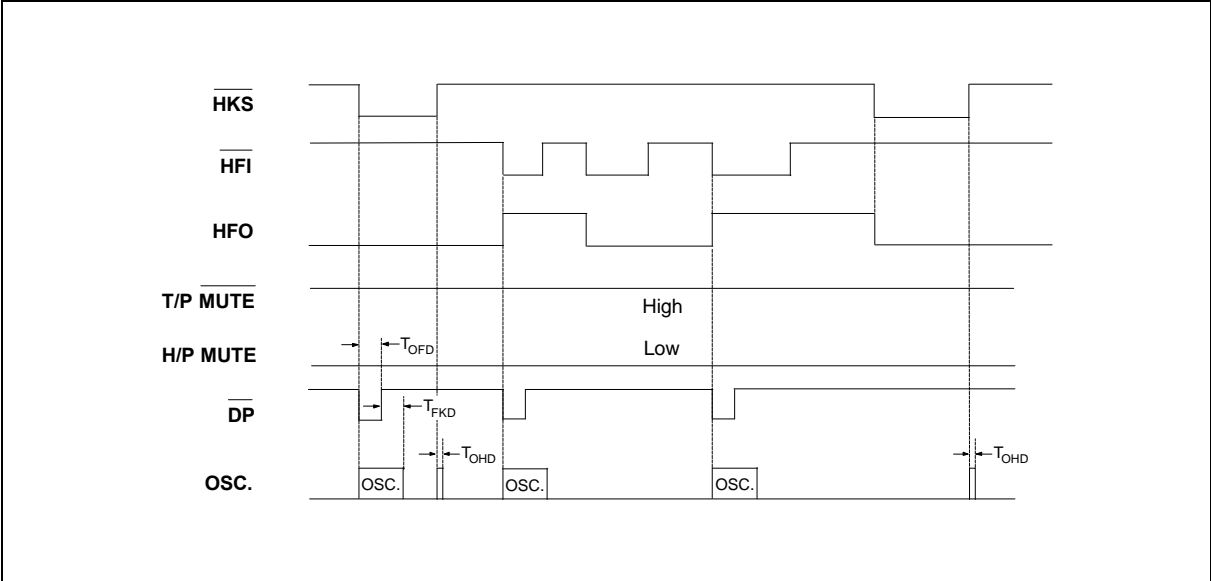 HKS
HFI
HFO
T/P MUTE
High
H/P MUTE
Low
TOFD
DP
TFKD
TOHD
TOHD
OSC.
OSC.
OSC.
OSC.